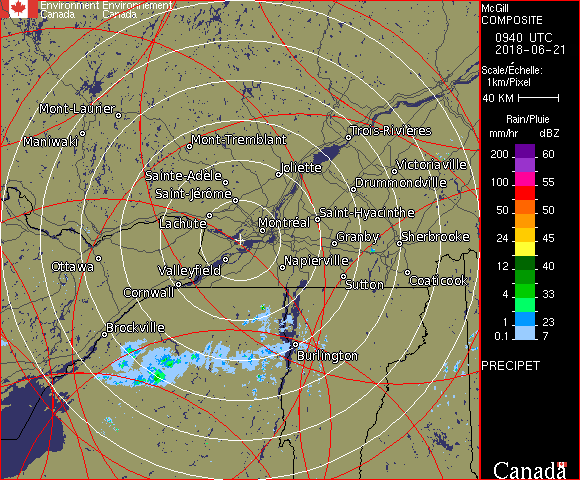 Environment Environnement
Canada Canada
McGill
COMPOSITE
0940 UTC
2018-06-21
Scale/Échelle:
1km/Pixel
40 KM
Rain/Pluie
mm/hr dBZ
200 60
55
100 55
50 50
24 45
12 40
4 33
1 23
0.1 7
PRECIPET
Canada
Mont-Laurier
Maniwaki
Mont-Tremblant
Trois-Rivières
Joliette
Victoriaville
Sainte-Adèle
Drummondville
Saint-Jérôme
Lachute
Saint-Hyacinthe
Montréal
Granby
Sherbrooke
Ottawa
Valleyfield
Napierville
Cornwall
Sutton
Coaticook
Brockville
Burlington